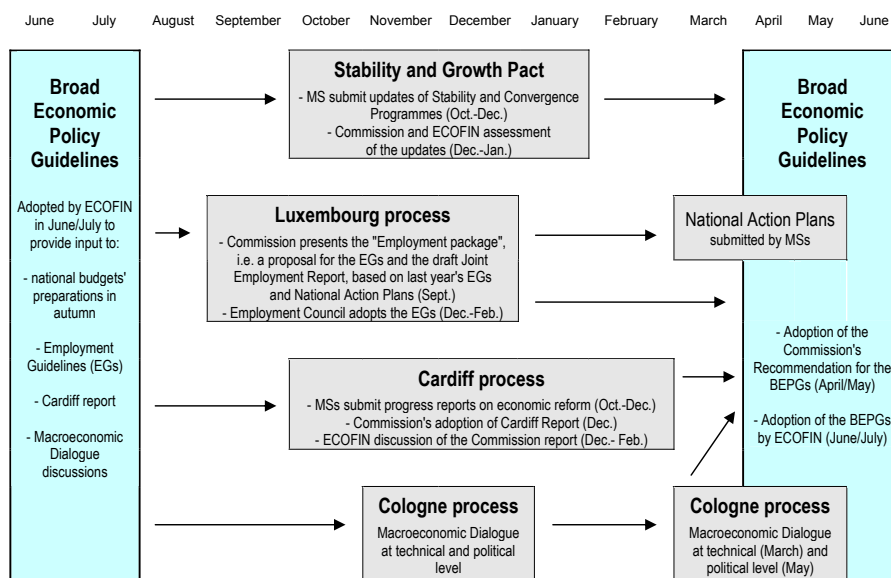 June July August September October November December January February March April May June
Broad
Economic
Policy
Guidelines
Adopted by ECOFIN
in June/July to
provide input to:
- national budgets'
preparations in
autumn
- Employment
Guidelines (EGs)
- Cardiff report
- Macroeconomic
Dialogue
discussions
Stability and Growth Pact
- MS submit updates of Stability and Convergence
Programmes (Oct.-Dec.)
- Commission and ECOFIN assessment
of the updates (Dec.-Jan.)
Luxembourg process
- Commission presents the "Employment package",
i.e. a proposal for the EGs and the draft Joint
Employment Report, based on last year's EGs
and National Action Plans (Sept.)
- Employment Council adopts the EGs (Dec.-Feb.)
Cardiff process
- MSs submit progress reports on economic reform (Oct.-Dec.)
- Commission's adoption of Cardiff Report (Dec.)
- ECOFIN discussion of the Commission report (Dec.- Feb.)
Cologne process
Macroeconomic Dialogue
at technical and political
level
Broad
Economic
Policy
Guidelines
National Action Plans
submitted by MSs
- Adoption of the
Commission's
Recommendation for the
BEPGs (April/May)
- Adoption of the BEPGs
by ECOFIN (June/July)
Cologne process
Macroeconomic Dialogue
at technical (March) and
political level (May)